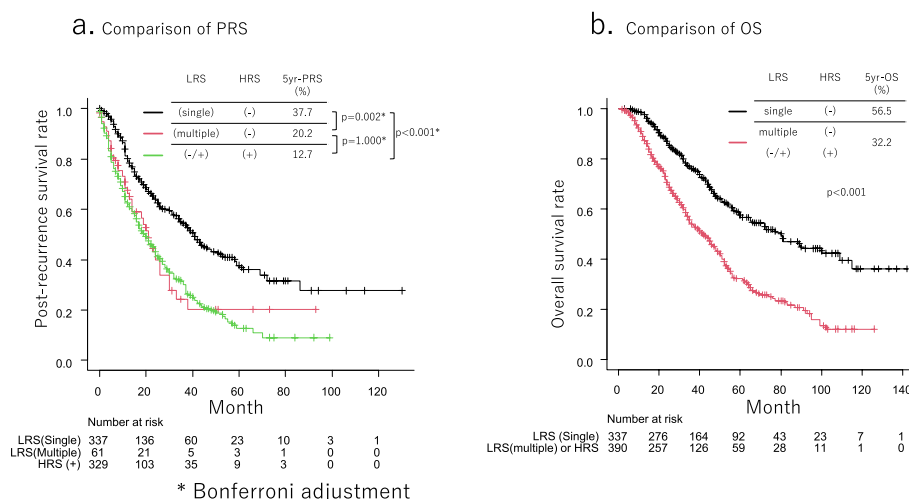 a. Comparison of PRS
LRS HRS 5yr-PRS
(%)
(single) (-) 37.7
(multiple) (-) 20.2
(-/+) (+) 12.7
p=0.002*
p=1.000*
p<0.001*
Post-recurrence survival rate
1.0
0.8
0.6
0.4
0.2
0.0
0 20 40 60 80 100 120
Month
Number at risk
LRS(Single) 337 136 60 23 10 3 1
LRS(Multiple) 61 21 5 3 1 0 0
HRS (+) 329 103 35 9 3 0 0
* Bonferroni adjustment
b. Comparison of OS
LRS HRS 5yr-OS
(%)
single (-) 56.5
multiple (-)
32.2
(-/+) (+)
p<0.001
Overall survival rate
1.0
0.8
0.6
0.4
0.2
0.0
0 20 40 60 80 100 120 140
Month
Number at risk
LRS (Single) 337 276 164 92 43 23 7 1
LRS(multiple) or HRS 390 257 126 59 28 11 1 0